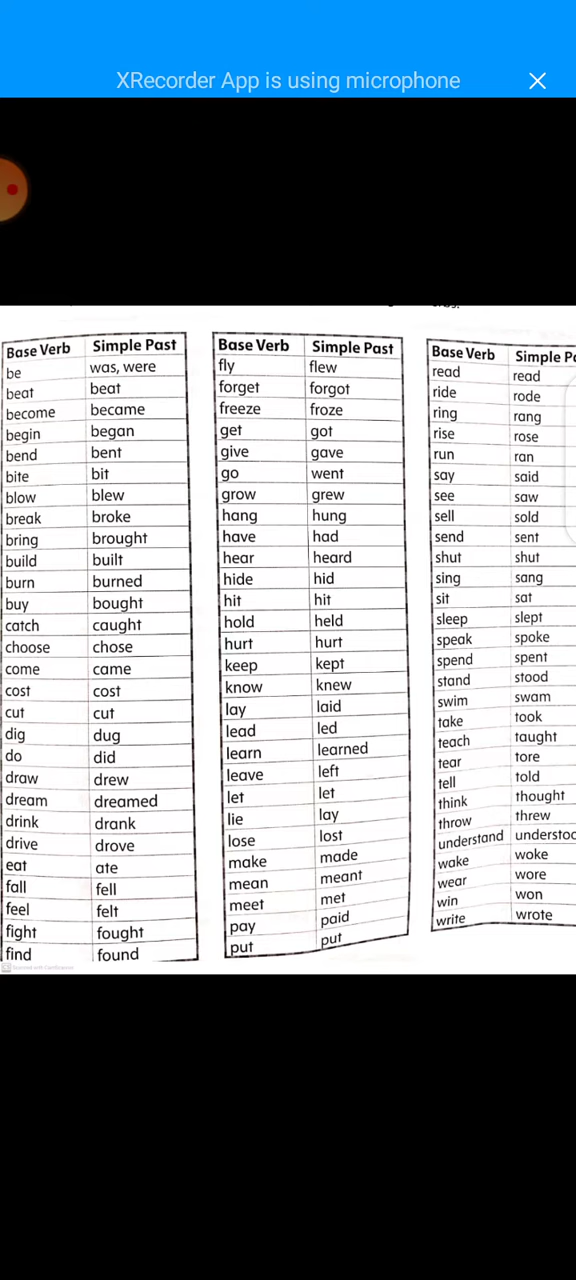 XRecorder App is using microphone
Base Verb Simple Past
be was, were
beat beat
become became
begin began
bend bent
bite bit
blow blew
break broke
bring brought
build built
burn burned
buy bought
catch caught
choose chose
come came
cost cost
cut cut
dig dug
do did
draw drew
dream dreamed
drink drank
drive drove
eat ate
fall fell
feel felt
fight fought
find found
Base Verb Simple Past
fly flew
forget forgot
freeze froze
get got
give gave
go went
grow grew
hang hung
have had
hear heard
hide hid
hit hit
hold held
hurt hurt
keep kept
know knew
lay laid
lead led
learn learned
leave left
let let
lie lay
lose lost
make made
mean meant
meet met
pay paid
put put
Base Verb Simple Pa
read read
ride rode
ring rang
rise rose
run ran
say said
see saw
sell sold
send sent
shut shut
sing sang
sit sat
sleep slept
speak spoke
spend spent
stand stood
swim swam
take took
teach taught
tear tore
tell told
think thought
throw threw
understand understoo
wake woke
wear wore
win won
write wrote